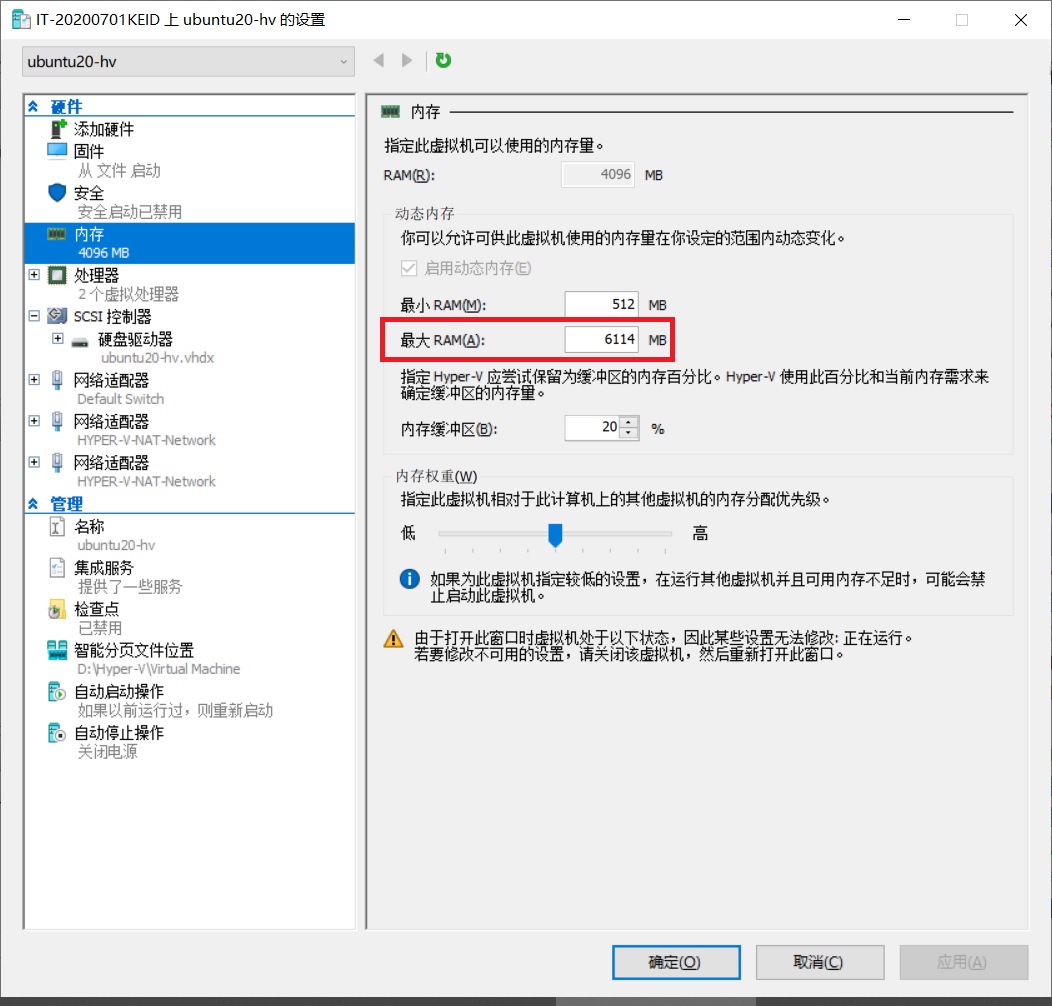 IT-20200701KEID 上 ubuntu20-hv 的设置
ubuntu20-hv
硬件
添加硬件
固件
从 文件 启动
安全
安全启动已禁用
内存
4096 MB
处理器
2 个虚拟处理器
SCSI 控制器
硬盘驱动器
ubuntu20-hv.vhdx
网络适配器
Default Switch
网络适配器
HYPER-V-NAT-Network
网络适配器
HYPER-V-NAT-Network
管理
名称
ubuntu20-hv
集成服务
提供了一些服务
检查点
已禁用
智能分页文件位置
D:\Hyper-V\Virtual Machine
自动启动操作
如果以前运行过，则重新启动
自动停止操作
关闭电源
内存
指定此虚拟机可以使用的内存量。
RAM(R): 4096 MB
动态内存
你可以允许可供此虚拟机使用的内存量在你设定的范围内动态变化。
启用动态内存(E)
最小 RAM(M): 512 MB
最大 RAM(A): 6114 MB
指定 Hyper-V 应尝试保留为缓冲区的内存百分比。Hyper-V 使用此百分比和当前内存需求来
确定缓冲区的内存量。
内存缓冲区(B): 20 %
内存权重(W)
指定此虚拟机相对于此计算机上的其他虚拟机的内存分配优先级。
低 高
如果为此虚拟机指定较低的设置，在运行其他虚拟机并且可用内存不足时，可能会禁
止启动此虚拟机。
由于打开此窗口时虚拟机处于以下状态，因此某些设置无法修改: 正在运行。
若要修改不可用的设置，请关闭该虚拟机，然后重新打开此窗口。
确定(O) 取消(C) 应用(A)